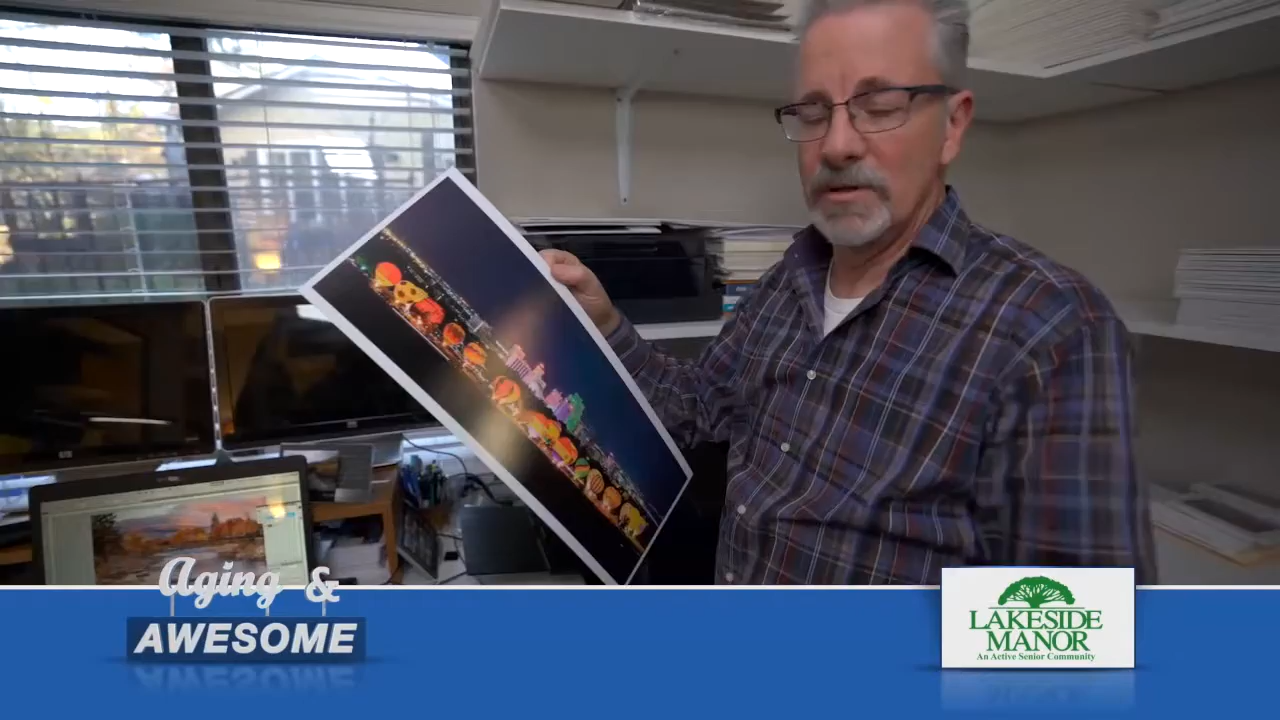 Aging &
AWESOME
LAKESIDE
MANOR
An Active Senior Community